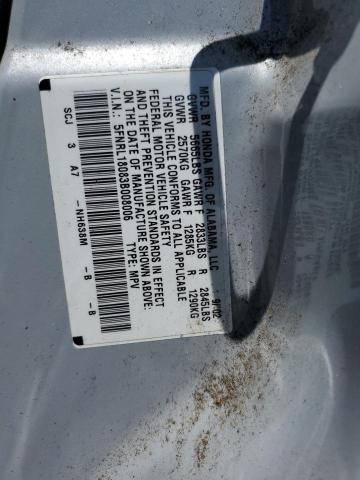 MFD. BY HONDA MFG. OF ALABAMA, LLC 9/02
GVWR 5665LBS GAWR F 2833LBS R 2845LBS
GVWR 2570KG GAWR F 1285KG R 1290KG
THIS VEHICLE CONFORMS TO ALL APPLICABLE
FEDERAL MOTOR VEHICLE SAFETY, BUMPER,
AND THEFT PREVENTION STANDARDS IN EFFECT
ON THE DATE OF MANUFACTURE SHOWN ABOVE.
V.I.N.: 5FNRL18083B008065 TYPE: MPV
SCJ 3 A7 -NH638M -B -B